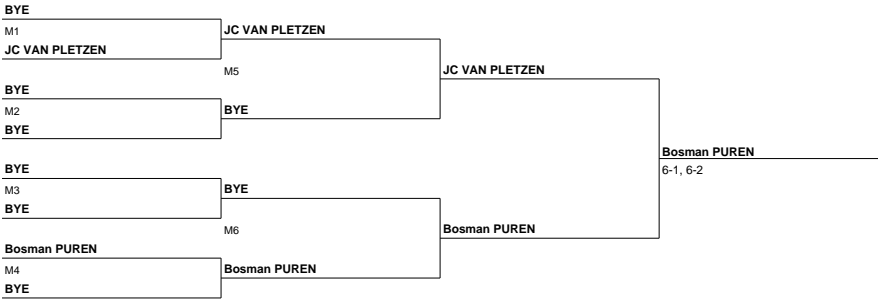 BYE
M1
JC VAN PLETZEN
JC VAN PLETZEN
M5
JC VAN PLETZEN
BYE
M2
BYE
BYE
Bosman PUREN
6-1, 6-2
BYE
M3
BYE
BYE
M6
Bosman PUREN
Bosman PUREN
M4
Bosman PUREN
BYE